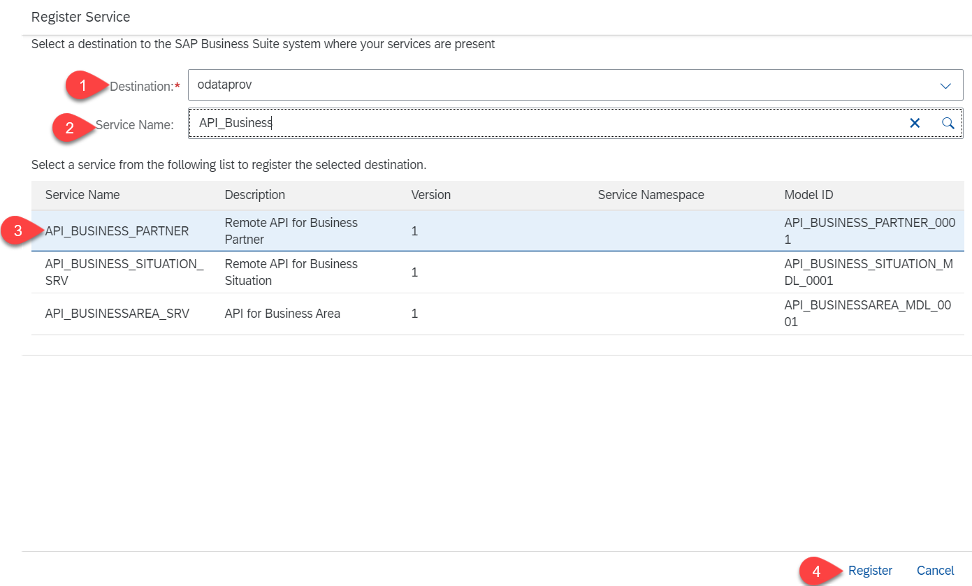 Register Service
Select a destination to the SAP Business Suite system where your services are present
1 Destination:* odataprov
2 Service Name: API_Business
Select a service from the following list to register the selected destination.
Service Name Description Version Service Namespace Model ID
3 API_BUSINESS_PARTNER Remote API for Business Partner 1 API_BUSINESS_PARTNER_0001
API_BUSINESS_SITUATION_SRV Remote API for Business Situation 1 API_BUSINESS_SITUATION_MDL_0001
API_BUSINESSAREA_SRV API for Business Area 1 API_BUSINESSAREA_MDL_0001
4 Register Cancel